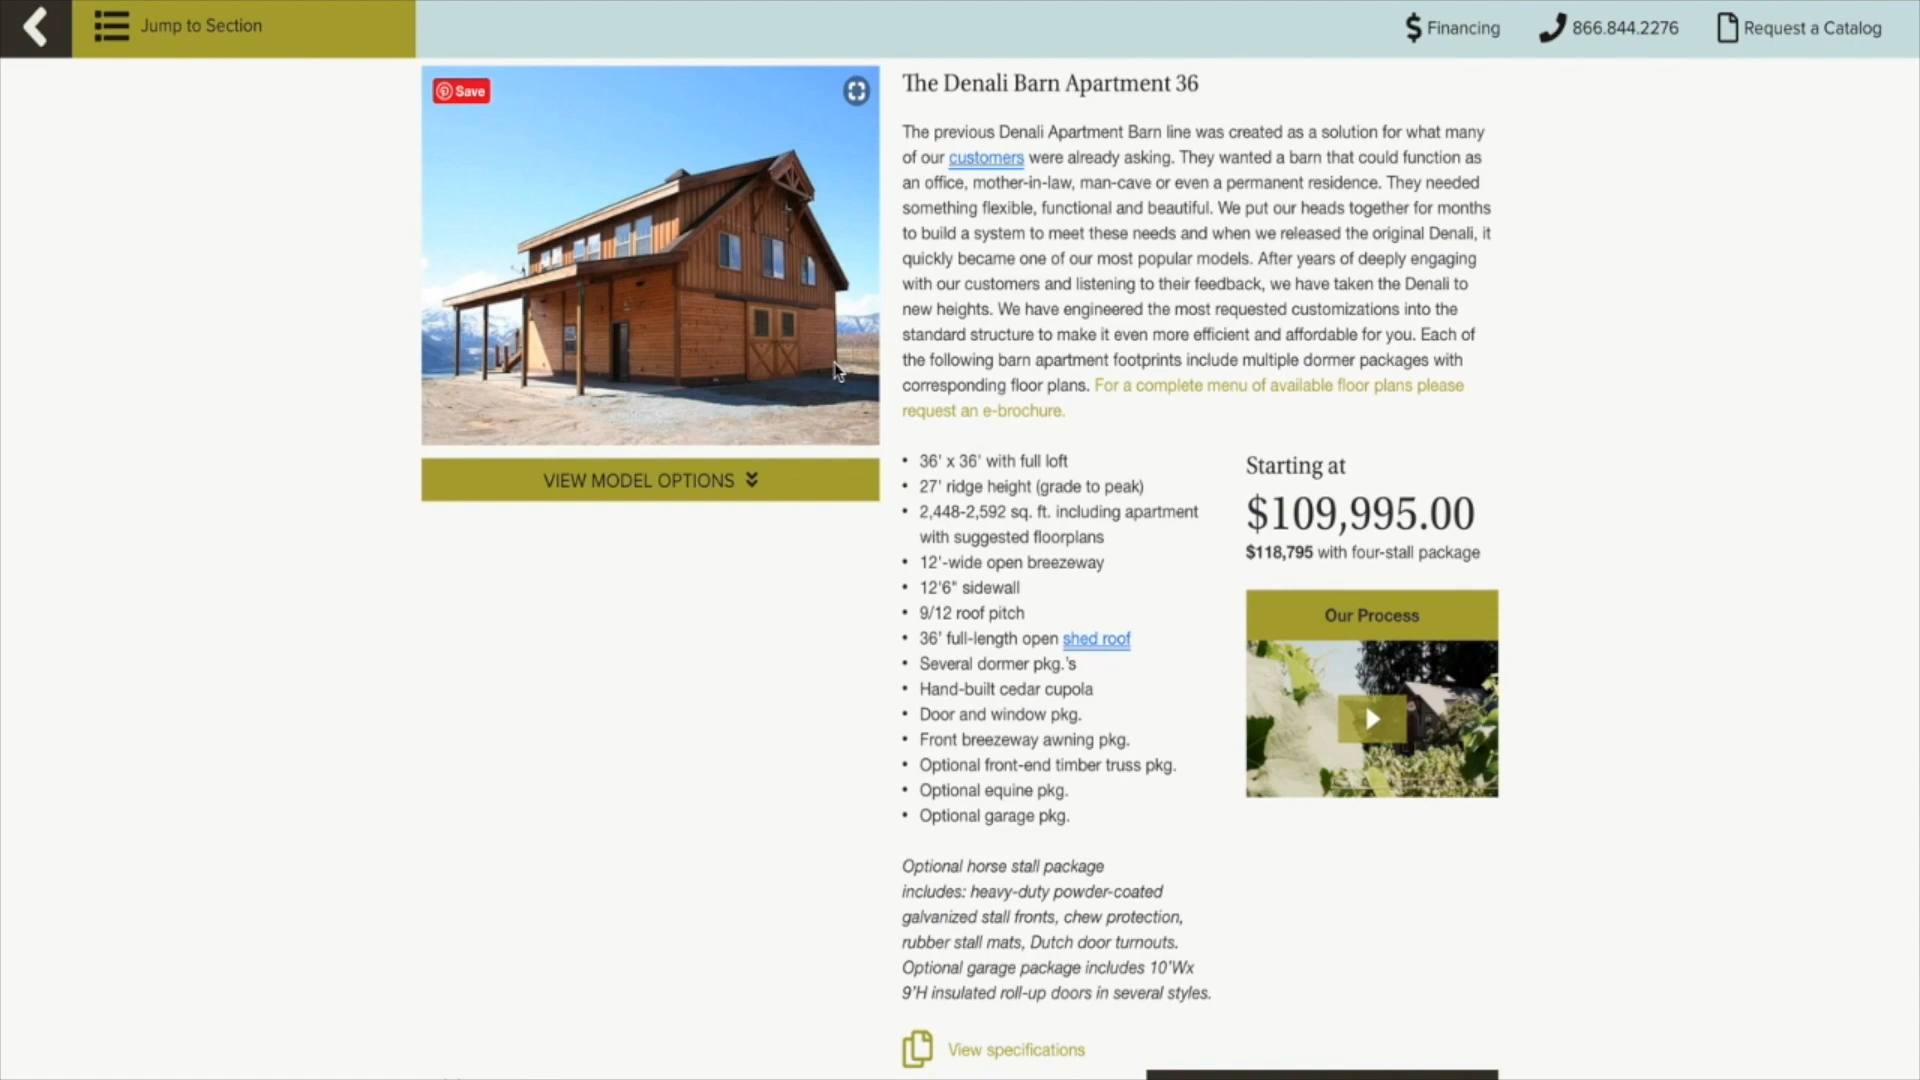 Jump to Section
Financing
866.844.2276
Request a Catalog
Save
The Denali Barn Apartment 36
The previous Denali Apartment Barn line was created as a solution for what many
of our customers were already asking. They wanted a barn that could function as
an office, mother-in-law, man-cave or even a permanent residence. They needed
something flexible, functional and beautiful. We put our heads together for months
to build a system to meet these needs and when we released the original Denali, it
quickly became one of our most popular models. After years of deeply engaging
with our customers and listening to their feedback, we have taken the Denali to
new heights. We have engineered the most requested customizations into the
standard structure to make it even more efficient and affordable for you. Each of
the following barn apartment footprints include multiple dormer packages with
corresponding floor plans. For a complete menu of available floor plans please
request an e-brochure.
VIEW MODEL OPTIONS
• 36' x 36' with full loft
• 27' ridge height (grade to peak)
• 2,448-2,592 sq. ft. including apartment
with suggested floorplans
• 12'-wide open breezeway
• 12'6" sidewall
• 9/12 roof pitch
• 36' full-length open shed roof
• Several dormer pkg.'s
• Hand-built cedar cupola
• Door and window pkg.
• Front breezeway awning pkg.
• Optional front-end timber truss pkg.
• Optional equine pkg.
• Optional garage pkg.
Starting at
$109,995.00
$118,795 with four-stall package
Our Process
Optional horse stall package
includes: heavy-duty powder-coated
galvanized stall fronts, chew protection,
rubber stall mats, Dutch door turnouts.
Optional garage package includes 10'Wx
9'H insulated roll-up doors in several styles.
View specifications